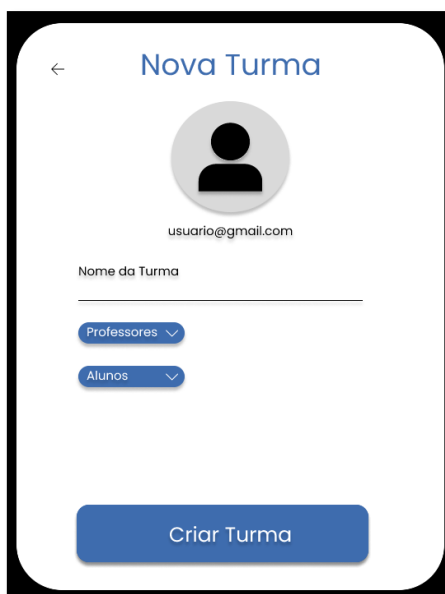 Nova Turma
usuario@gmail.com
Nome da Turma
Professores
Alunos
Criar Turma